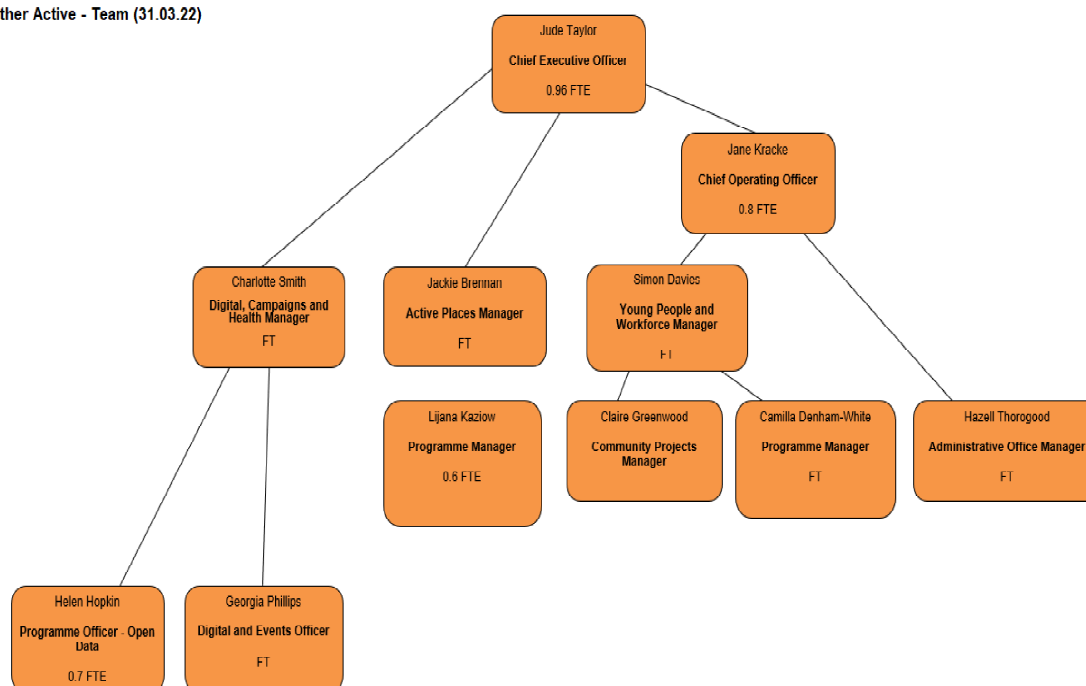 ther Active - Team (31.03.22)
Jude Taylor
Chief Executive Officer
0.96 FTE
Jane Kracke
Chief Operating Officer
0.8 FTE
Charlotte Smith
Digital, Campaigns and
Health Manager
FT
Jackie Brennan
Active Places Manager
FT
Simon Davies
Young People and
Workforce Manager
FT
Lijana Kaziow
Programme Manager
0.6 FTE
Claire Greenwood
Community Projects
Manager
Camilla Denham-White
Programme Manager
FT
Hazell Thorogood
Administrative Office Manager
FT
Helen Hopkin
Programme Officer - Open
Data
0.7 FTE
Georgia Phillips
Digital and Events Officer
FT